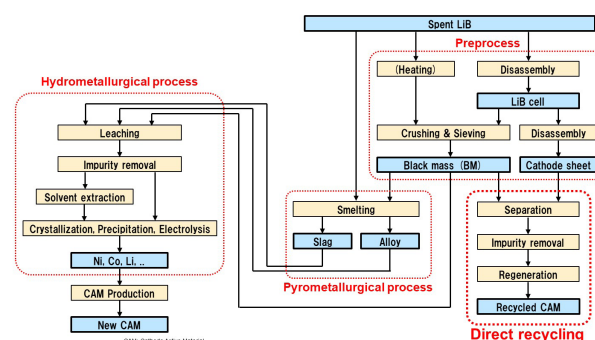 Spent LiB
Preprocess
(Heating)
Disassembly
LiB cell
Crushing & Sieving
Disassembly
Black mass (BM)
Cathode sheet
Hydrometallurgical process
Leaching
Impurity removal
Solvent extraction
Crystallization, Precipitation, Electrolysis
Ni, Co, Li, ..
CAM Production
New CAM
Smelting
Slag
Alloy
Pyrometallurgical process
Separation
Impurity removal
Regeneration
Recycled CAM
Direct recycling